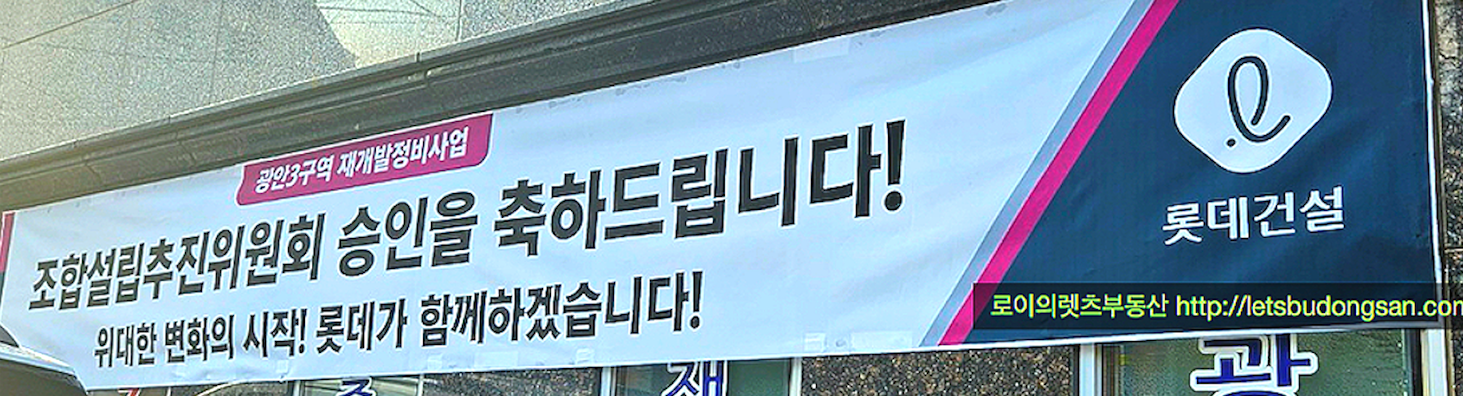 광안3구역 재개발정비사업
조합설립추진위원회 승인을 축하드립니다!
위대한 변화의 시작! 롯데가 함께하겠습니다!
롯데건설
로이의렛츠부동산 http://letsbudongsan.com
광